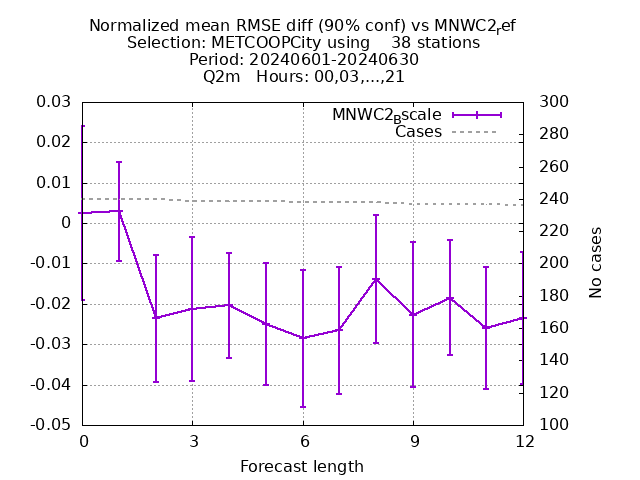 Normalized mean RMSE diff (90% conf) vs MNWC2ref
Selection: METCOOPCity using    38 stations
Period: 20240601-20240630
Q2m   Hours: 00,03,...,21
0.03
0.02
0.01
0
-0.01
-0.02
-0.03
-0.04
-0.05
MNWC2Bscale
Cases
300
280
260
240
220
200
180
160
140
120
100
No cases
0 3 6 9 12
Forecast length